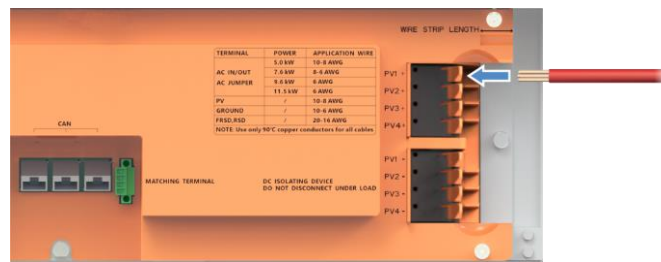 WIRE STRIP LENGTH
TERMINAL POWER APPLICATION WIRE
5.0 kW 10-8 AWG
AC IN/OUT 7.6 kW 8-6 AWG
AC JUMPER 9.6 kW 6 AWG
11.5 kW 6 AWG
PV / 10-8 AWG
GROUND / 10-6 AWG
FRSD,RSD / 20-16 AWG
NOTE: Use only 90°C copper conductors for all cables
PV1 -
PV2 -
PV3 -
PV4 -
CAN
PV1 -
PV2 -
PV3 -
PV4 -
MATCHING TERMINAL
DC ISOLATING DEVICE
DO NOT DISCONNECT UNDER LOAD